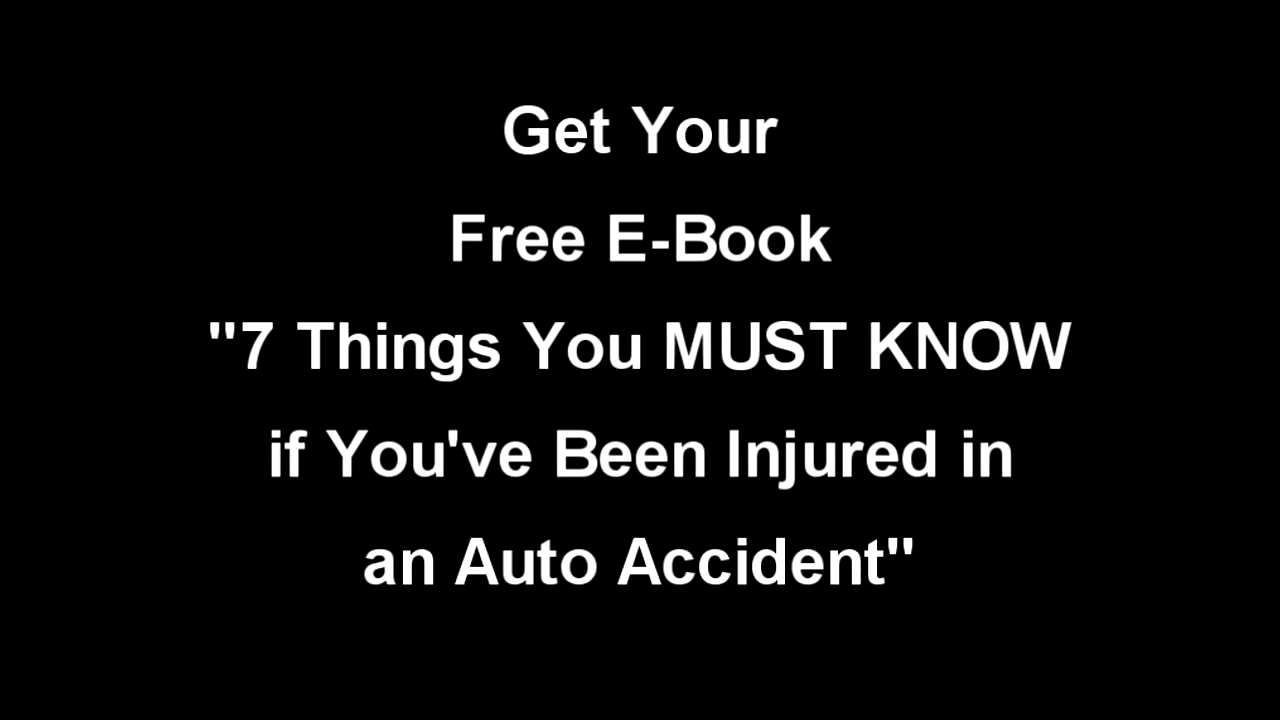 Get Your
Free E-Book
"7 Things You MUST KNOW
if You've Been Injured in
an Auto Accident"